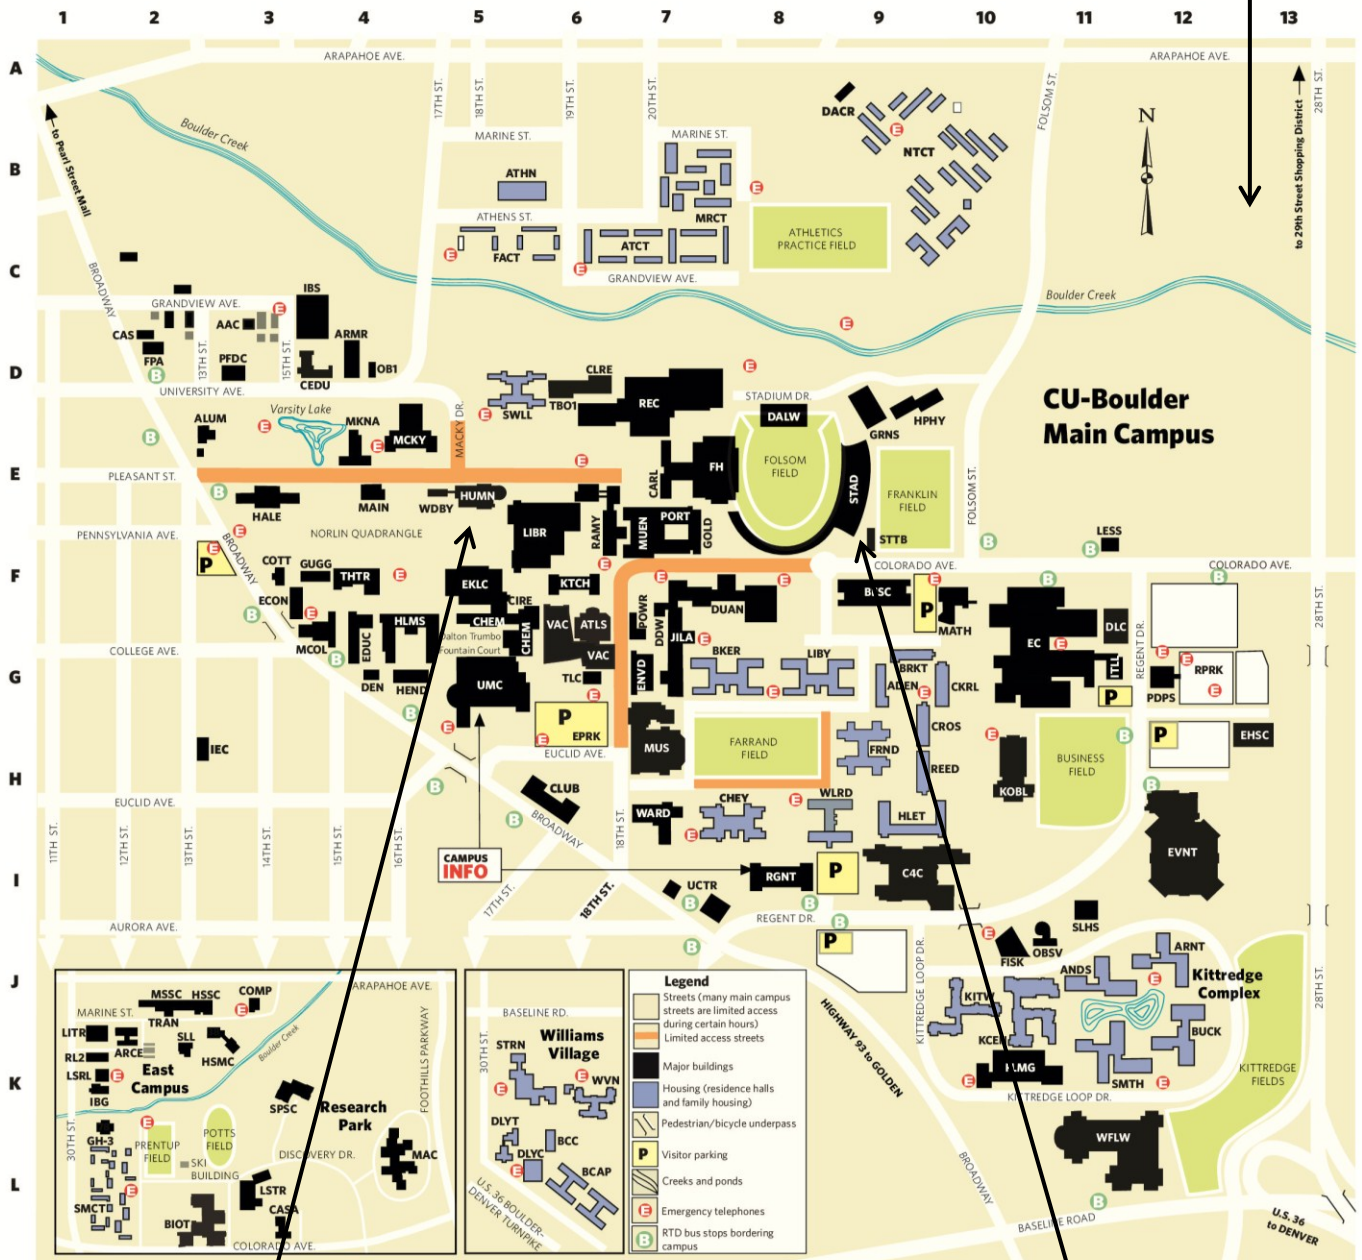 1 2 3 4 5 6 7 8 9 10 11 12 13
A
ARAPAHOE AVE.
ARAPAHOE AVE.
17TH ST.
18TH ST.
19TH ST.
20TH ST.
FOLSOM ST.
28TH ST.
to Pearl Street Mall
to 29th Street Shopping District
Boulder Creek
MARINE ST.
MARINE ST.
DACR
NTCT
N
B
ATHN
MRCT
ATHENS ST.
FACT
ATCT
ATHLETICS
PRACTICE FIELD
C
GRANDVIEW AVE.
BROADWAY
Boulder Creek
GRANDVIEW AVE.
IBS
AAC
CAS
FPA
PFDC
13TH ST.
15TH ST.
CEDU
ARMR
OB1
D
UNIVERSITY AVE.
SWLL
TBO1
CLRE
REC
STADIUM DR.
DALW
GRNS
HPHY
CU-Boulder
Main Campus
ALUM
Varsity Lake
MKNA
MCKY
MACKY DR.
E
PLEASANT ST.
CARL
FH
FOLSOM
FIELD
STAD
FRANKLIN
FIELD
FOLSOM ST.
HALE
MAIN
WDBY
HUMN
NORLIN QUADRANGLE
LIBR
RAMY
MUEN
PORT
GOLD
STTB
LESS
PENNSYLVANIA AVE.
BROADWAY
F
P
COTT
GUGG
THTR
EKLC
KTCH
COLORADO AVE.
COLORADO AVE.
ECON
MCOL
EDUC
HLMS
CIRE
CHEM
CHEM
Dalton Trumbo
Fountain Court
VAC
ATLS
VAC
POWR
DDW
JILA
DUAN
P
MATH
EC
DLC
ITLL
REGENT DR.
28TH ST.
COLLEGE AVE.
G
DEN
HEND
UMC
TLC
ENVD
BKER
LIBY
BRKT
ADEN
CKRL
P
PDPS
RPRK
P
EPRK
EUCLID AVE.
MUS
FARRAND
FIELD
CROS
FRND
REED
BUSINESS
FIELD
P
EHSC
IEC
H
KOBL
EUCLID AVE.
CLUB
BROADWAY
WARD
CHEY
WLRD
HLET
11TH ST.
12TH ST.
13TH ST.
14TH ST.
15TH ST.
16TH ST.
18TH ST.
CAMPUS
INFO
EVNT
I
RGNT
P
C4C
17TH ST.
18TH ST.
UCTR
REGENT DR.
AURORA AVE.
SLHS
P
FISK
OBSV
J
ARAPAHOE AVE.
MSSC
HSSC
COMP
MARINE ST.
TRAN
LITR
ARCE
SLL
HSMC
RL2
LSRL
IBG
East
Campus
Boulder Creek
K
SPSC
Research
Park
FOOTHILLS PARKWAY
30TH ST.
GH-3
PRENTUP
FIELD
POTTS
FIELD
SKI
BUILDING
DISCOVERY DR.
MAC
L
SMCT
BIOT
LSTR
CASA
COLORADO AVE.
BASELINE RD.
30TH ST.
Williams
Village
STRN
WVN
DLYT
BCC
DLYC
BCAP
U.S. 36 BOULDER-
DENVER TURNPIKE
Legend
Streets (many main campus
streets are limited access
during certain hours)
Limited access streets
Major buildings
Housing (residence halls
and family housing)
Pedestrian/bicycle underpass
P Visitor parking
Creeks and ponds
E Emergency telephones
B RTD bus stops bordering
campus
HIGHWAY 93 to GOLDEN
KITTREDGE LOOP DR.
KITW
KCEN
ANDS
ARNT
Kittredge
Complex
BUCK
SMTH
KITTREDGE LOOP DR.
KITTREDGE
FIELDS
28TH ST.
WFLW
BROADWAY
BASELINE ROAD
U.S. 36
to DENVER